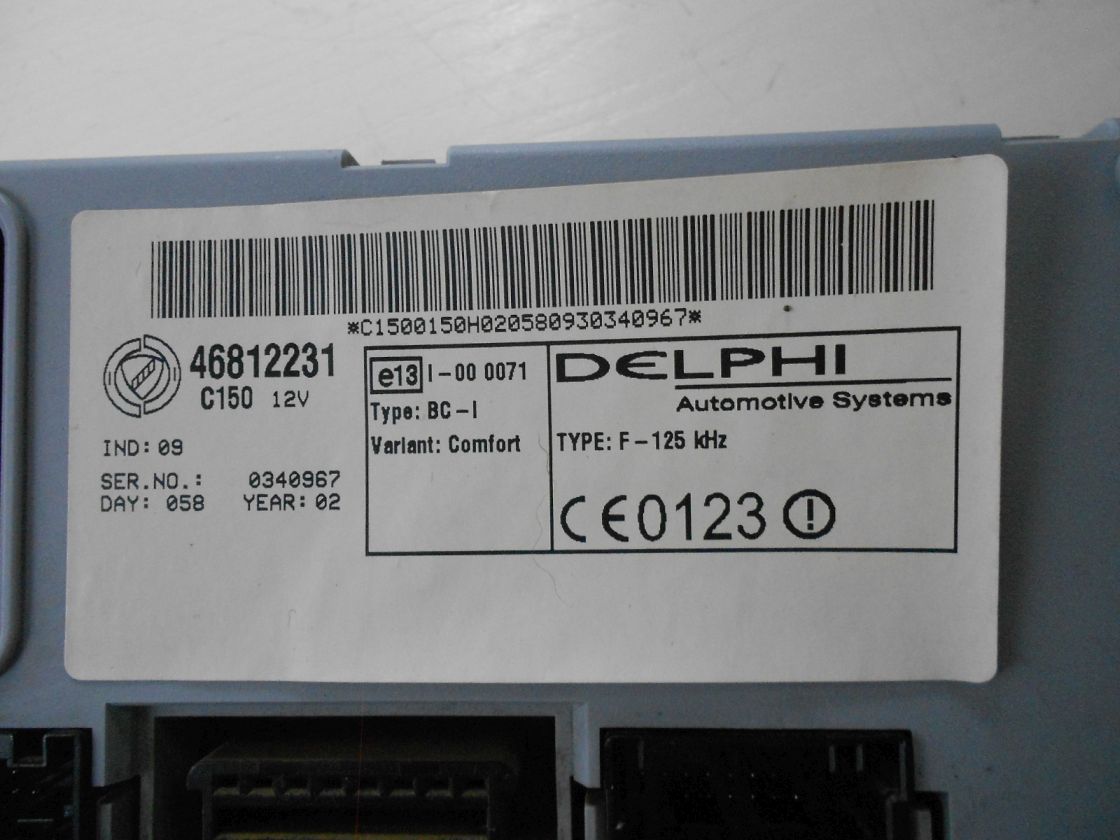 *C1500150H020580930340967*
46812231
C150 12V
IND: 09
SER.NO.: 0340967
DAY: 058 YEAR: 02
e13 I-00 0071
Type: BC-I
Variant: Comfort
DELPHI
Automotive Systems
TYPE: F-125 kHz
CE0123